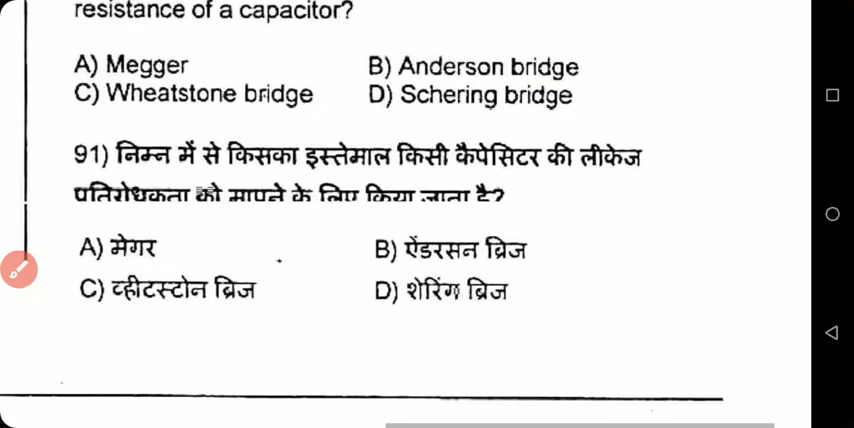 resistance of a capacitor?
A) Megger B) Anderson bridge
C) Wheatstone bridge D) Schering bridge
91) निम्न में से किसका इस्तेमाल किसी कैपेसिटर की लीकेज
प्रतिरोधकता को मापने के लिए किया जाता है?
A) मेगर B) ऐंडरसन ब्रिज
C) व्हीटस्टोन ब्रिज D) शेरिंग ब्रिज